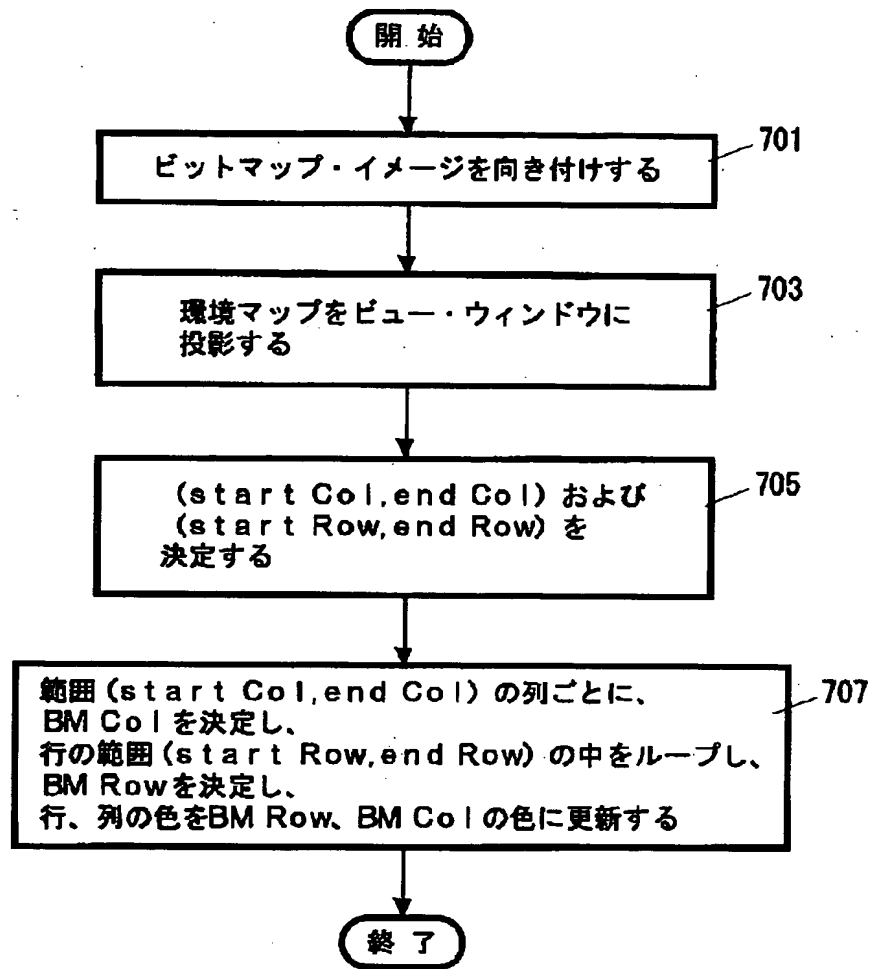 開始
701
ビットマップ・イメージを向き付けする
703
環境マップをビュー・ウィンドウに
投影する
705
(start Col,end Col) および
(start Row,end Row) を
決定する
707
範囲 (start Col,end Col) の列ごとに、
BM Colを決定し、
行の範囲 (start Row,end Row) の中をループし、
BM Rowを決定し、
行、列の色をBM Row、BM Colの色に更新する
終了